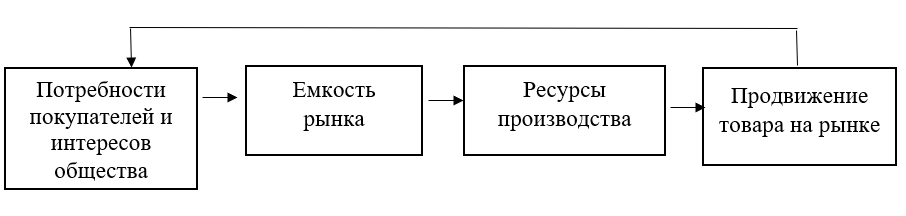 Потребности
покупателей и
интересов
общества
Емкость
рынка
Ресурсы
производства
Продвижение
товара на рынке